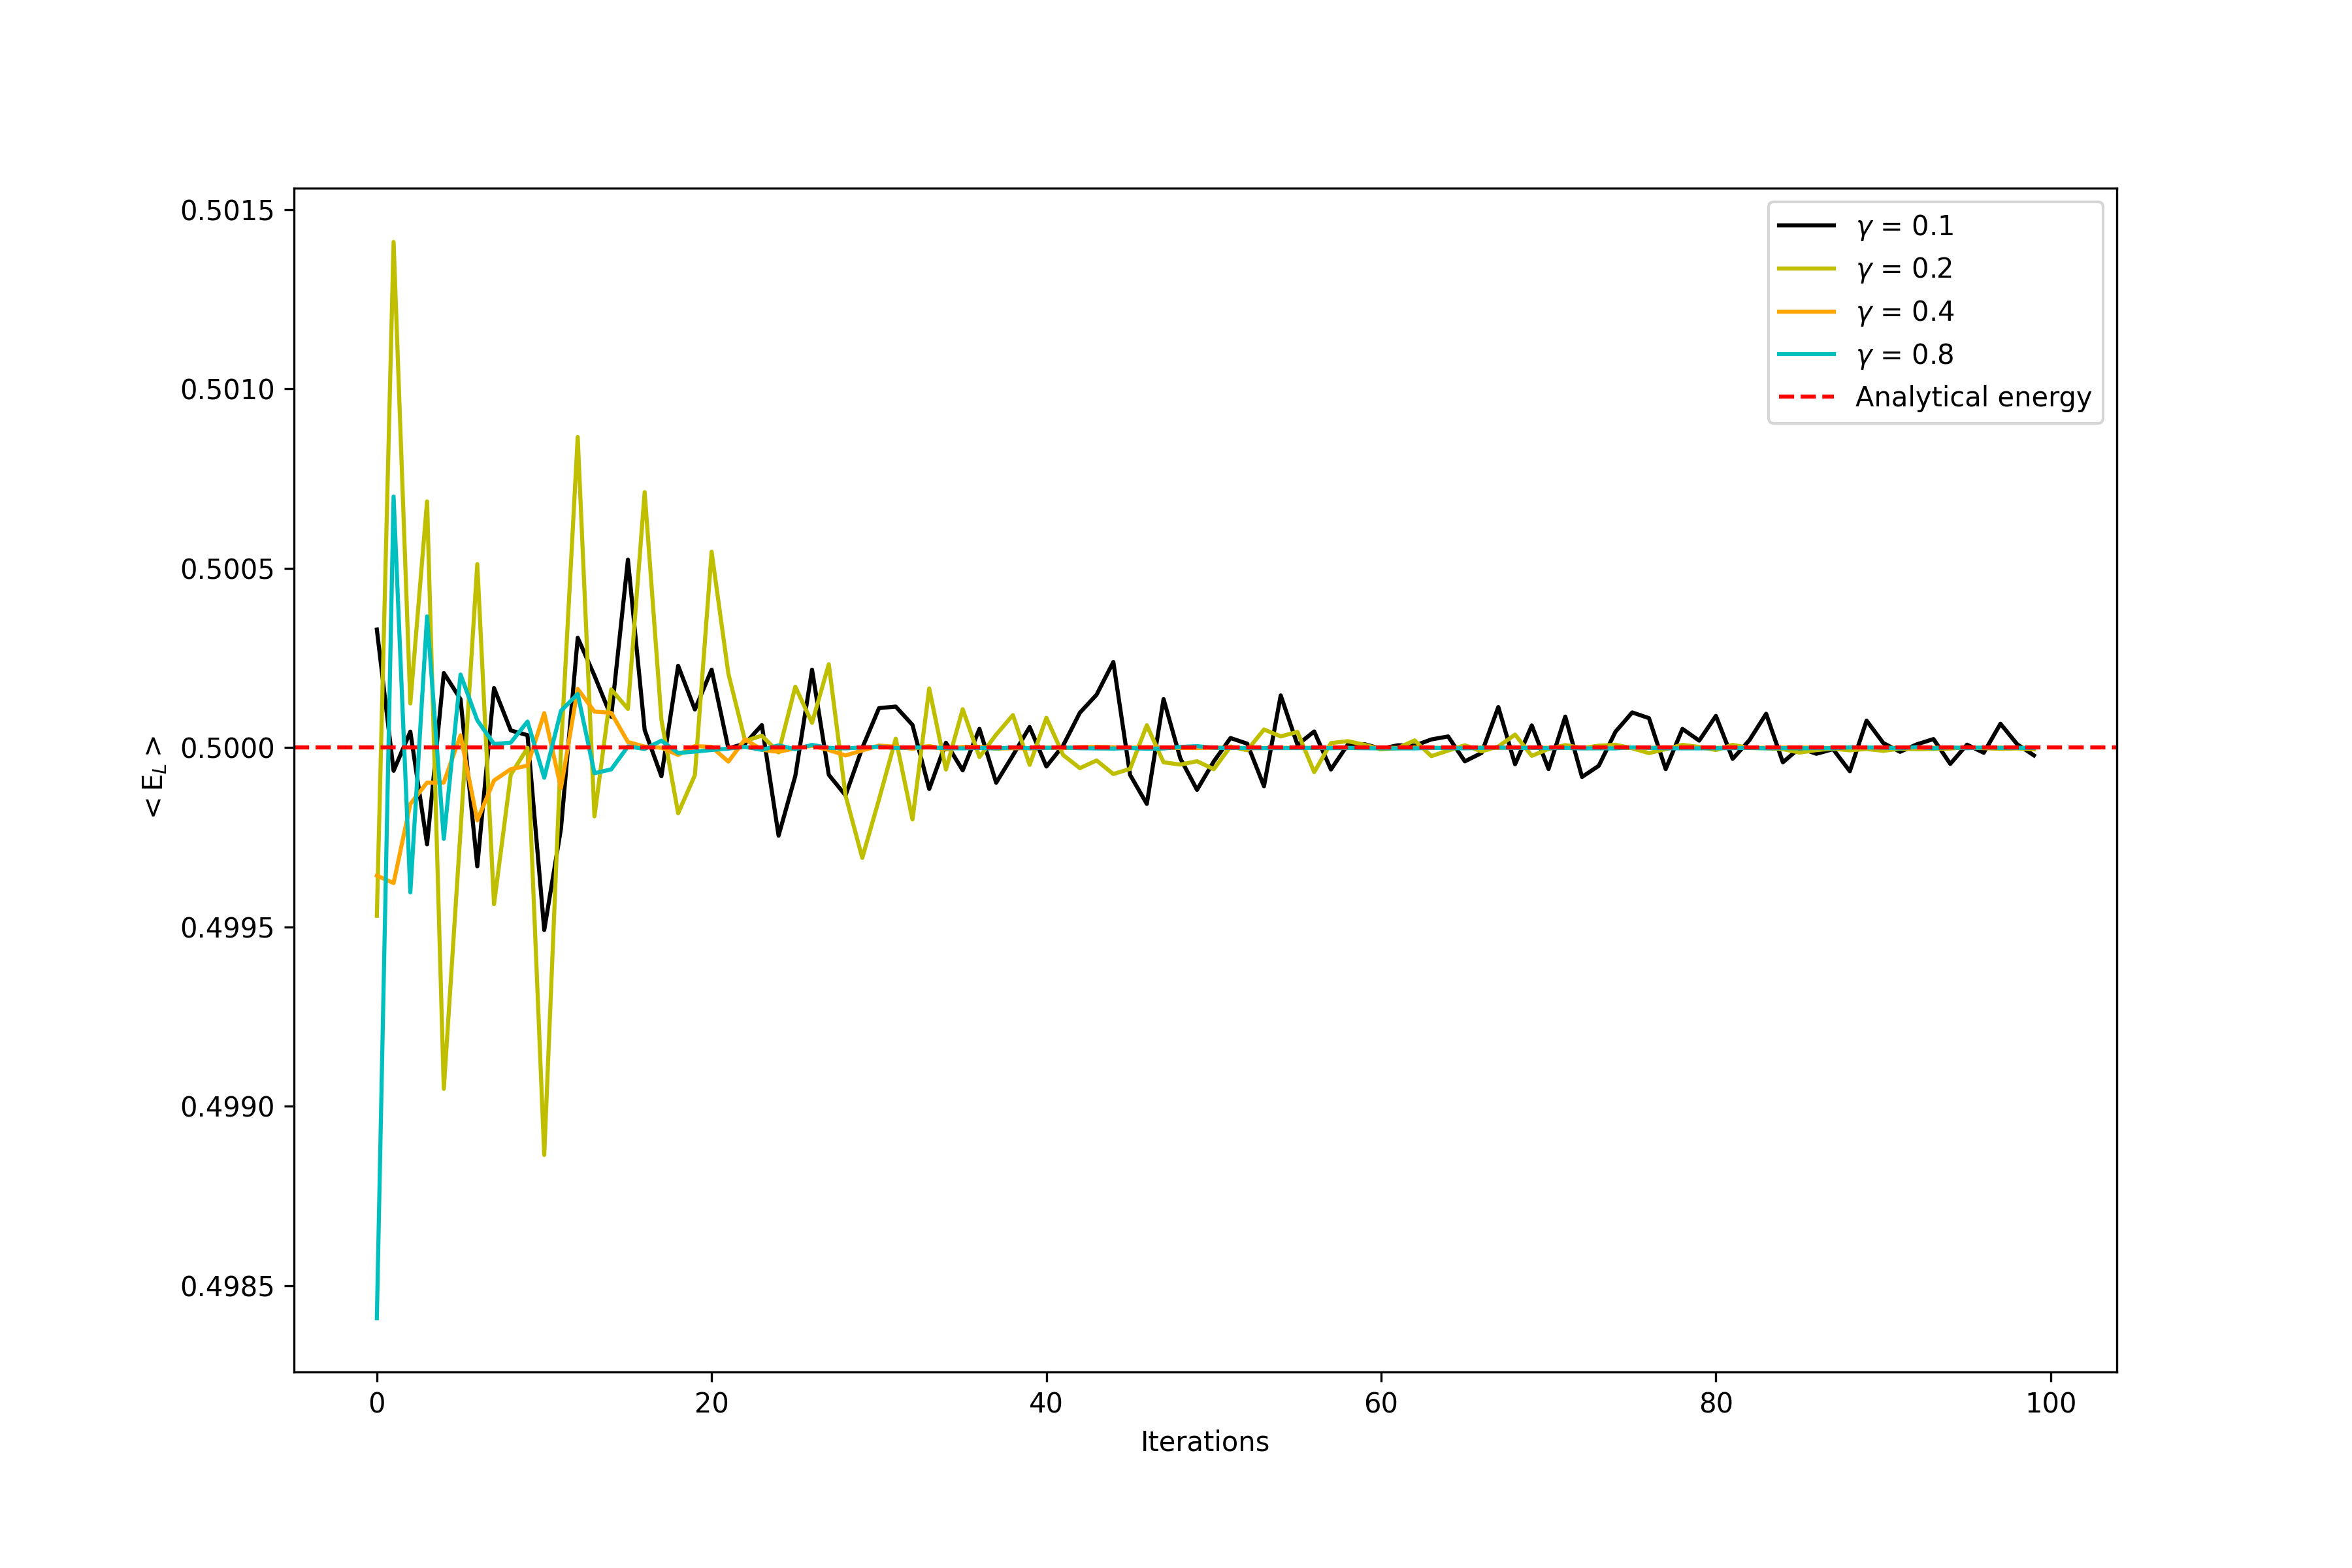 0.5015
0.5010
0.5005
0.5000
0.4995
0.4990
0.4985
< E_L >
γ = 0.1
γ = 0.2
γ = 0.4
γ = 0.8
Analytical energy
0 20 40 60 80 100
Iterations